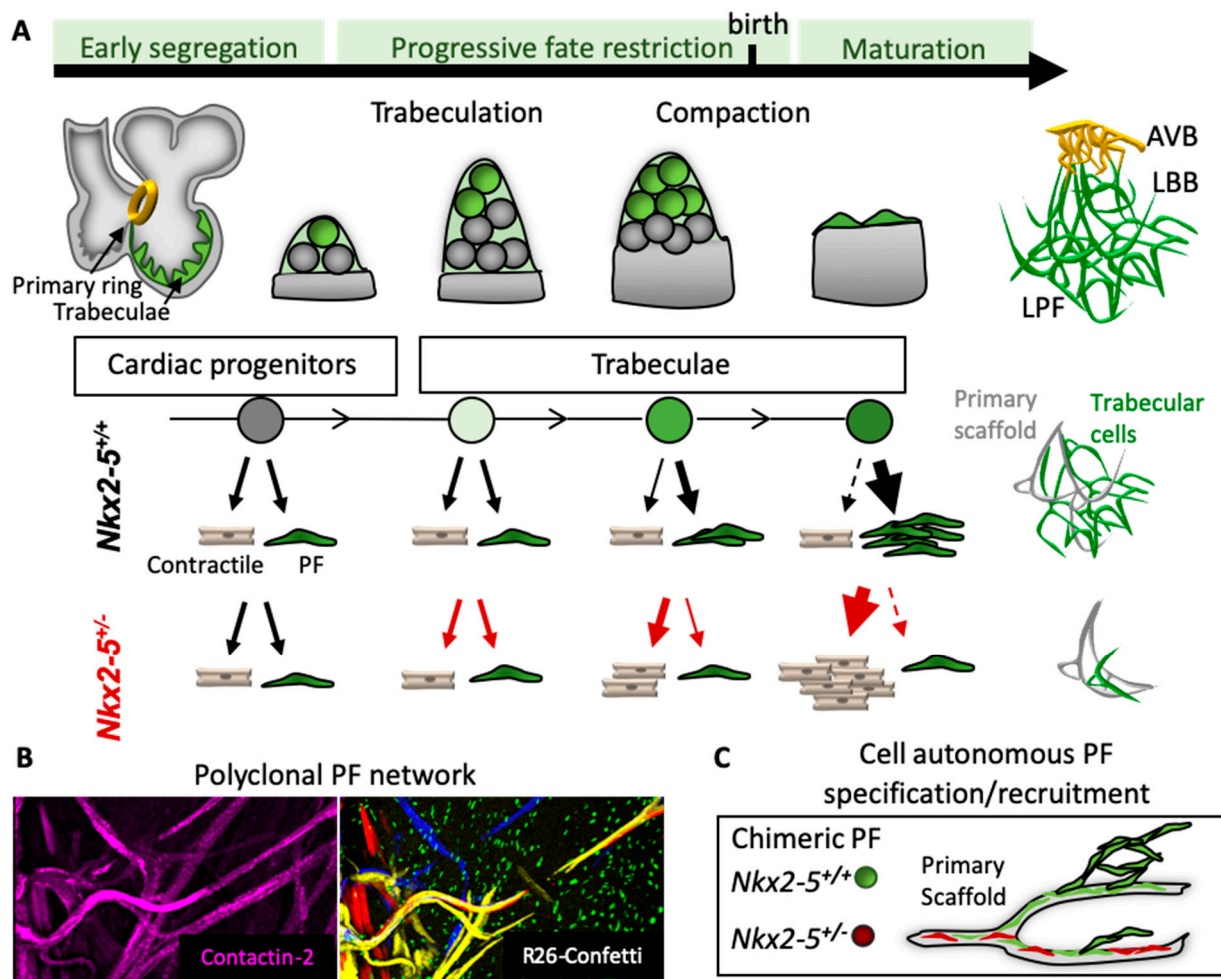 A
Early segregation
Progressive fate restriction
birth
Maturation
Trabeculation
Compaction
AVB
LBB
LPF
Primary ring
Trabeculae
Cardiac progenitors
Trabeculae
Nkx2-5+/+
Primary
scaffold
Trabecular
cells
Contractile
PF
Nkx2-5+/-
B
Polyclonal PF network
Contactin-2
R26-Confetti
C
Cell autonomous PF
specification/recruitment
Chimeric PF
Nkx2-5+/+
Nkx2-5+/-
Primary
Scaffold